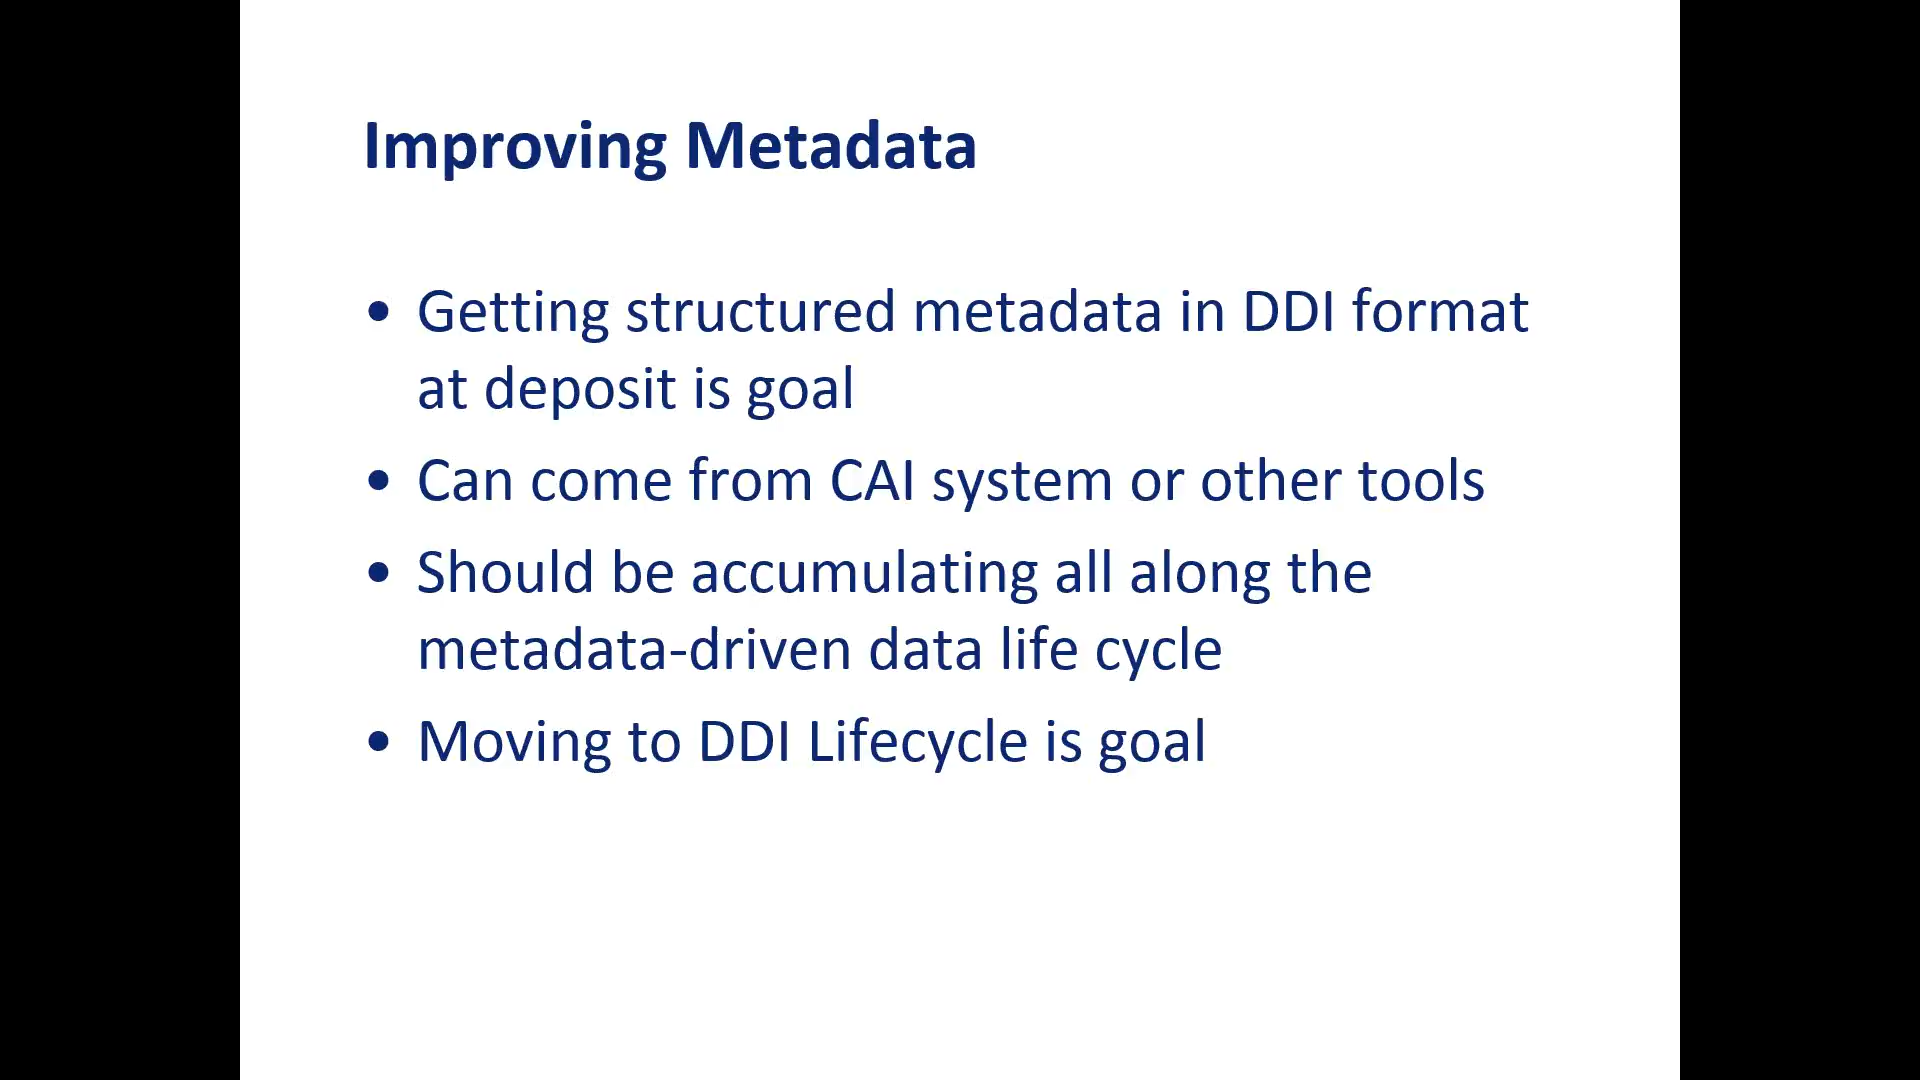 Improving Metadata
• Getting structured metadata in DDI format
at deposit is goal
• Can come from CAI system or other tools
• Should be accumulating all along the
metadata-driven data life cycle
• Moving to DDI Lifecycle is goal